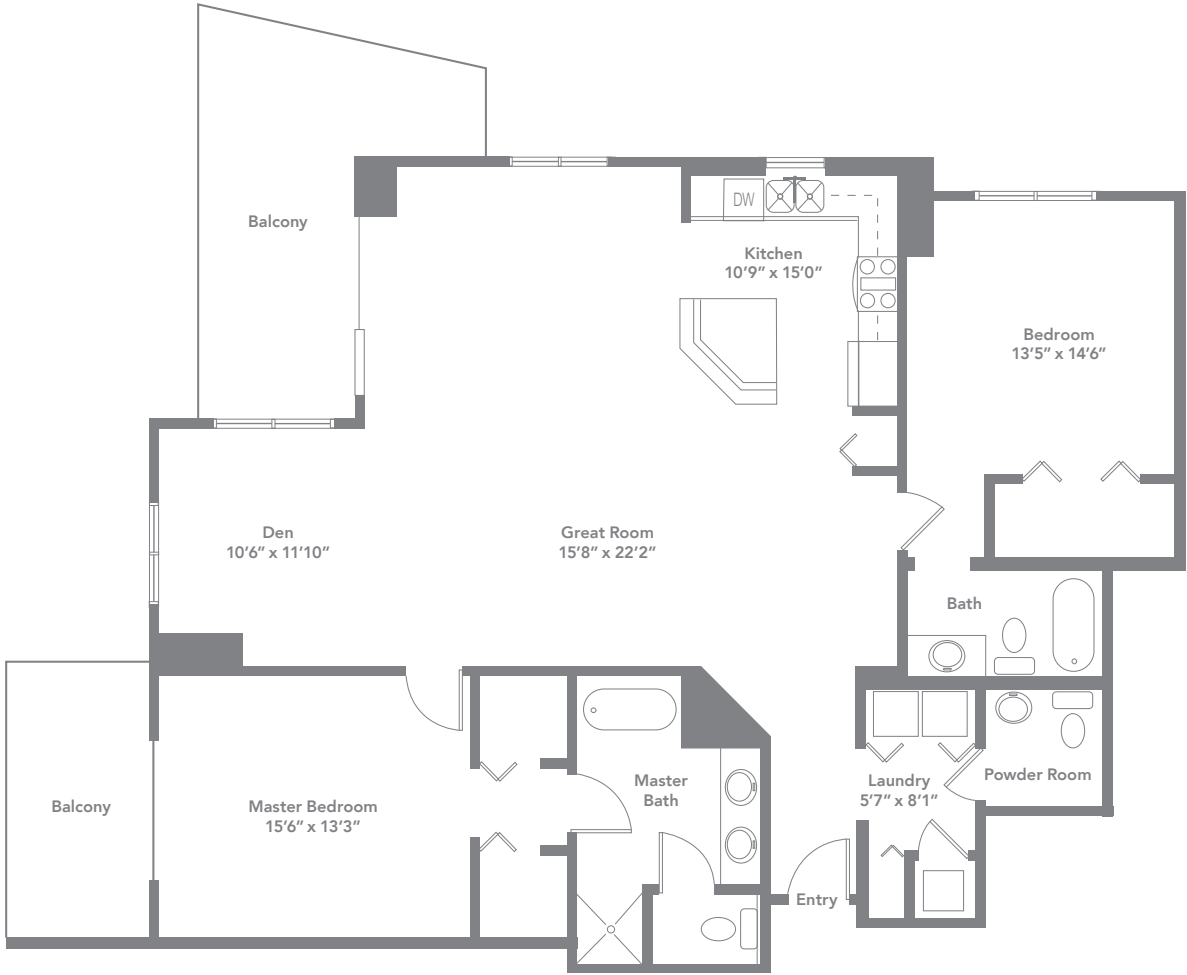 Balcony
DW
Kitchen
10’9” x 15’0”
Bedroom
13’5” x 14’6”
Den
10’6” x 11’10”
Great Room
15’8” x 22’2”
Bath
Balcony
Master Bedroom
15’6” x 13’3”
Master
Bath
Laundry
5’7” x 8’1”
Powder Room
Entry